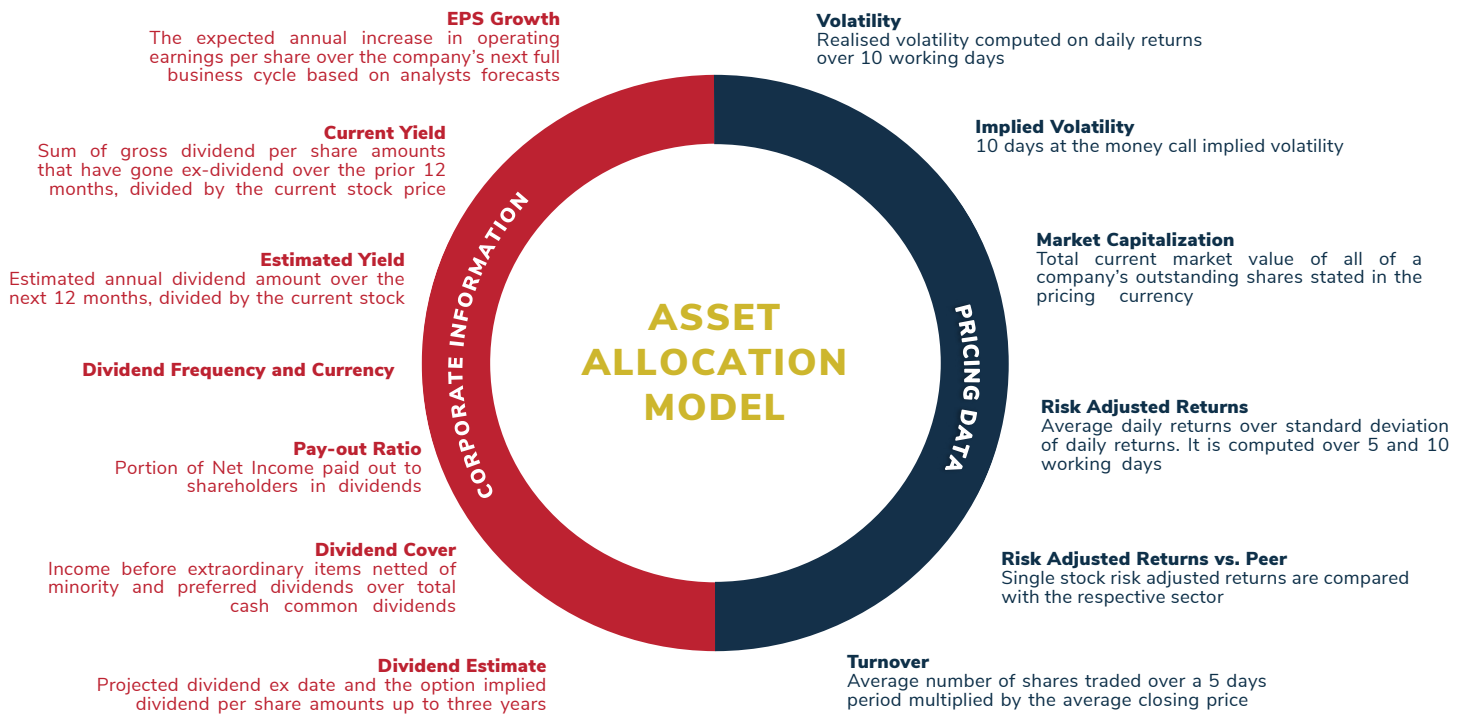 EPS Growth
The expected annual increase in operating
earnings per share over the company's next full
business cycle based on analysts forecasts
Current Yield
Sum of gross dividend per share amounts
that have gone ex-dividend over the prior 12
months, divided by the current stock price
Estimated Yield
Estimated annual dividend amount over the
next 12 months, divided by the current stock
Dividend Frequency and Currency
Pay-out Ratio
Portion of Net Income paid out to
shareholders in dividends
Dividend Cover
Income before extraordinary items netted of
minority and preferred dividends over total
cash common dividends
Dividend Estimate
Projected dividend ex date and the option implied
dividend per share amounts up to three years
CORPORATE INFORMATION
ASSET
ALLOCATION
MODEL
PRICING DATA
Volatility
Realised volatility computed on daily returns
over 10 working days
Implied Volatility
10 days at the money call implied volatility
Market Capitalization
Total current market value of all of a
company's outstanding shares stated in the
pricing currency
Risk Adjusted Returns
Average daily returns over standard deviation
of daily returns. It is computed over 5 and 10
working days
Risk Adjusted Returns vs. Peer
Single stock risk adjusted returns are compared
with the respective sector
Turnover
Average number of shares traded over a 5 days
period multiplied by the average closing price